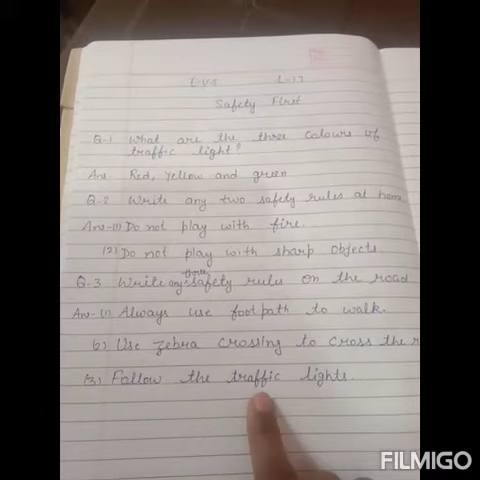 E.V.S L-17
Safety First
Q-1 What are the three colours of
traffic light?
Ans- Red, Yellow and green
Q-2 Write any two safety rules at home
Ans-(1) Do not play with fire.
(2) Do not play with sharp objects
three
Q-3 Write any safety rules on the road
Ans-(1) Always use footpath to walk.
(2) Use zebra crossing to cross the
(3) Follow the traffic lights.
FILMIGO